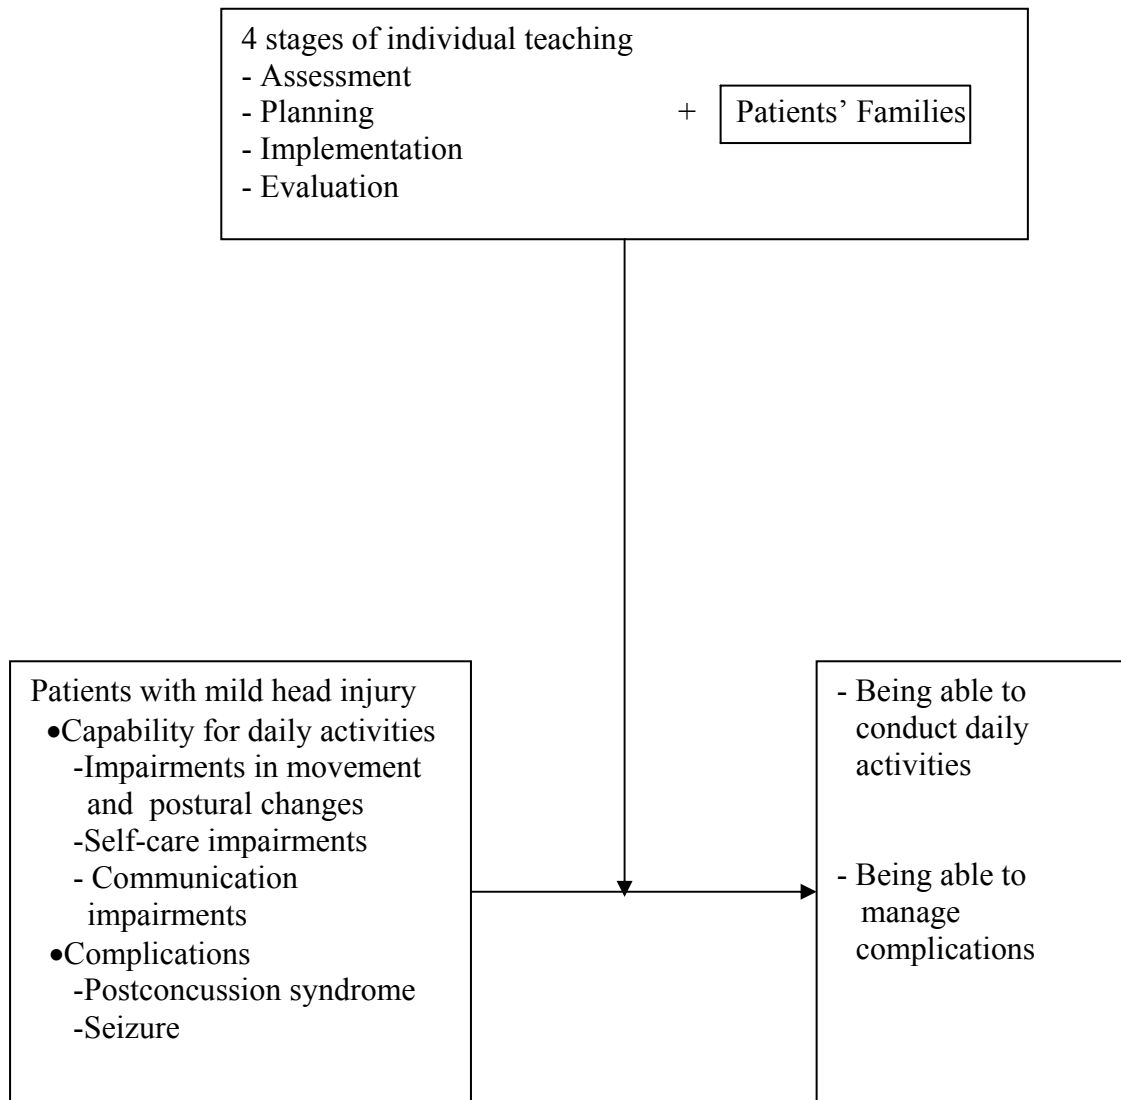 4 stages of individual teaching
- Assessment
- Planning
- Implementation
- Evaluation
+
Patients’ Families
Patients with mild head injury
•Capability for daily activities
-Impairments in movement
and postural changes
-Self-care impairments
- Communication
impairments
•Complications
-Postconcussion syndrome
-Seizure
- Being able to
conduct daily
activities
- Being able to
manage
complications